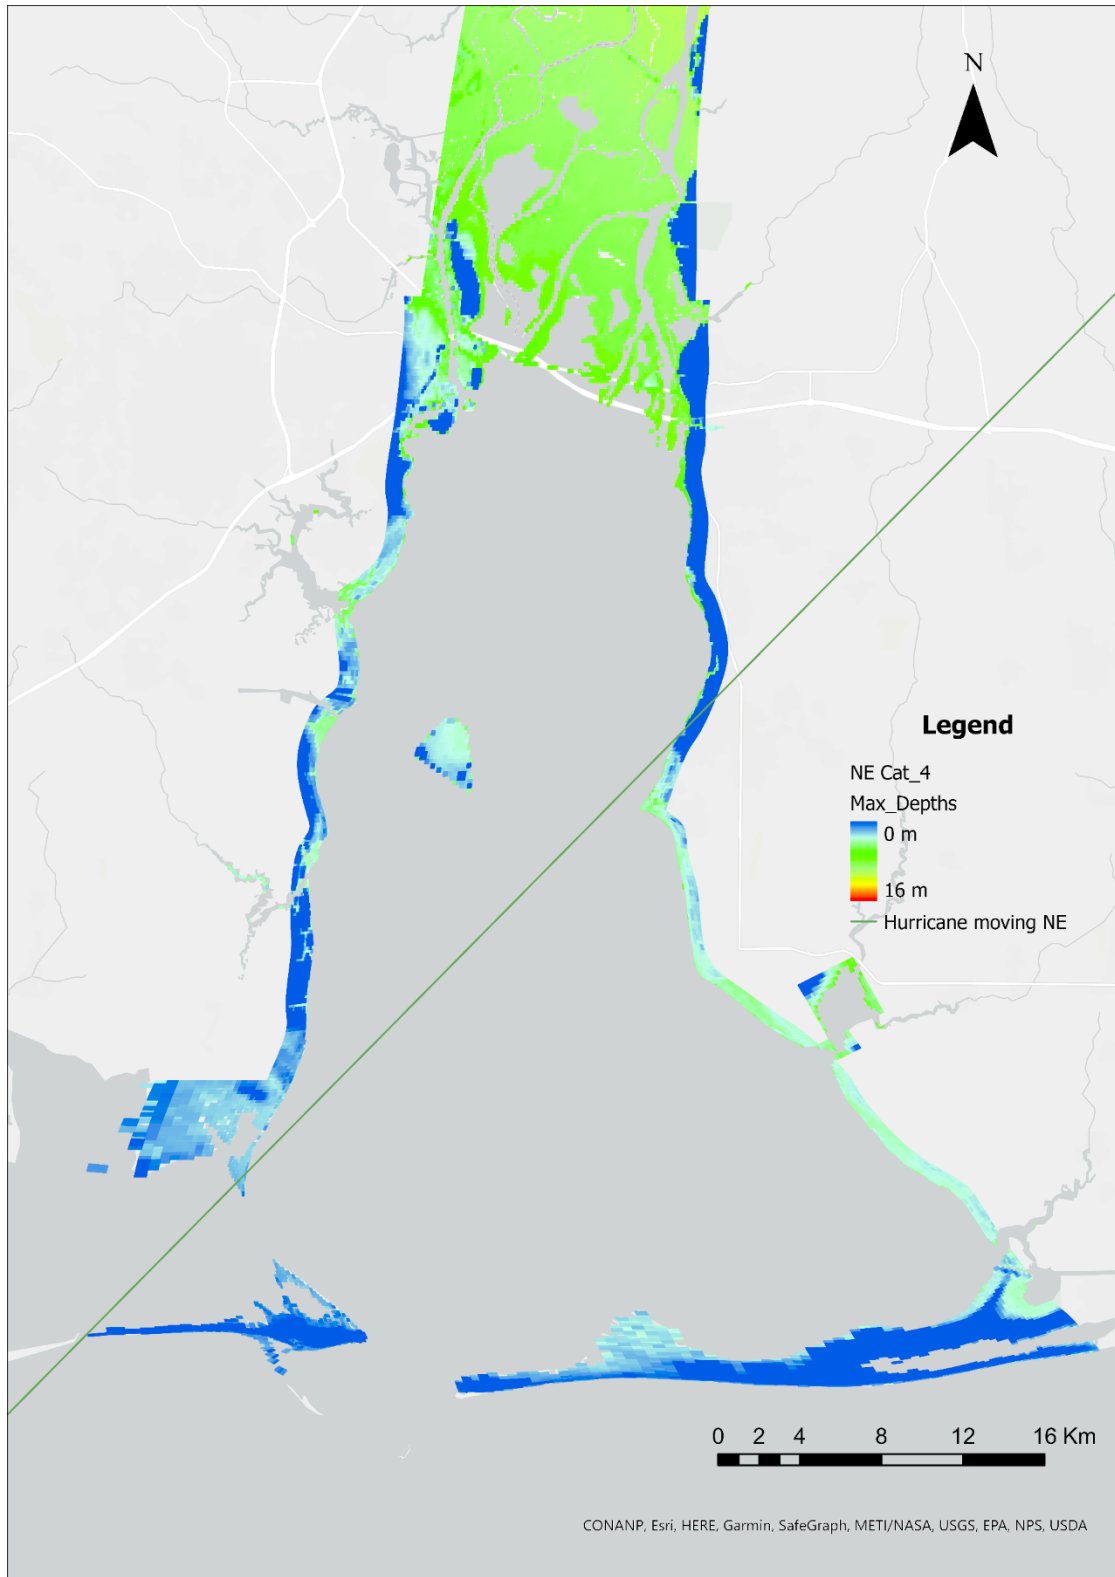 N
Legend
NE Cat_4
Max_Depths
0 m
16 m
Hurricane moving NE
0 2 4 8 12 16 Km
CONANP, Esri, HERE, Garmin, SafeGraph, METI/NASA, USGS, EPA, NPS, USDA